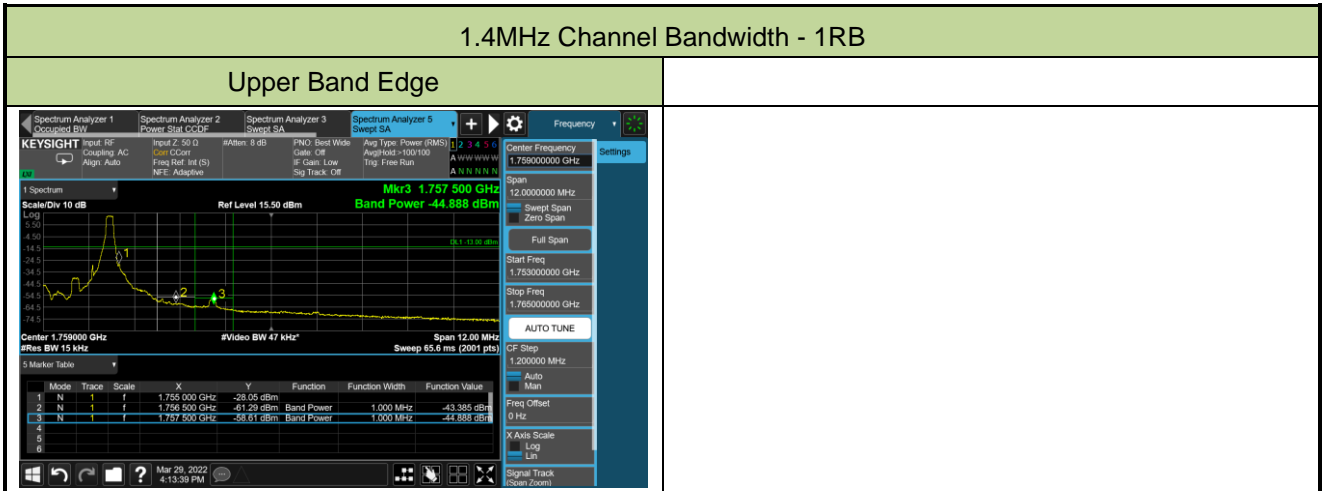 1.4MHz Channel Bandwidth - 1RB
Upper Band Edge
Spectrum Analyzer 1
Occupied BW
Spectrum Analyzer 2
Power Stat CCDF
Spectrum Analyzer 3
Swept SA
Spectrum Analyzer 5
Swept SA
Frequency
KEYSIGHT
Input: RF
Coupling: AC
Align: Auto
Input Z: 50 Ω
Corr CCorr
Freq Ref: Int (S)
NFE: Adaptive
#Atten: 8 dB
PNO: Best Wide
Gate: Off
IF Gain: Low
Sig Track: Off
Avg Type: Power (RMS)
Avg|Hold:>100/100
Trig: Free Run
1 2 3 4 5 6
A W W W W W
A N N N N N
1 Spectrum
Scale/Div 10 dB
Log
Ref Level 15.50 dBm
Mkr3 1.757 500 GHz
Band Power -44.888 dBm
5.50
-4.50
-14.5
-24.5
-34.5
-44.5
-54.5
-64.5
-74.5
DL1 -13.00 dBm
1
2
3
Center 1.759000 GHz
#Res BW 15 kHz
#Video BW 47 kHz*
Span 12.00 MHz
Sweep 65.6 ms (2001 pts)
5 Marker Table
Mode Trace Scale X Y Function Function Width Function Value
1 N 1 f 1.755 000 GHz -28.05 dBm
2 N 1 f 1.756 500 GHz -61.29 dBm Band Power 1.000 MHz -43.385 dBm
3 N 1 f 1.757 500 GHz -58.61 dBm Band Power 1.000 MHz -44.888 dBm
4
5
6
Mar 29, 2022
4:13:39 PM
Settings
Center Frequency
1.759000000 GHz
Span
12.0000000 MHz
Swept Span
Zero Span
Full Span
Start Freq
1.753000000 GHz
Stop Freq
1.765000000 GHz
AUTO TUNE
CF Step
1.200000 MHz
Auto
Man
Freq Offset
0 Hz
X Axis Scale
Log
Lin
Signal Track
(Span Zoom)